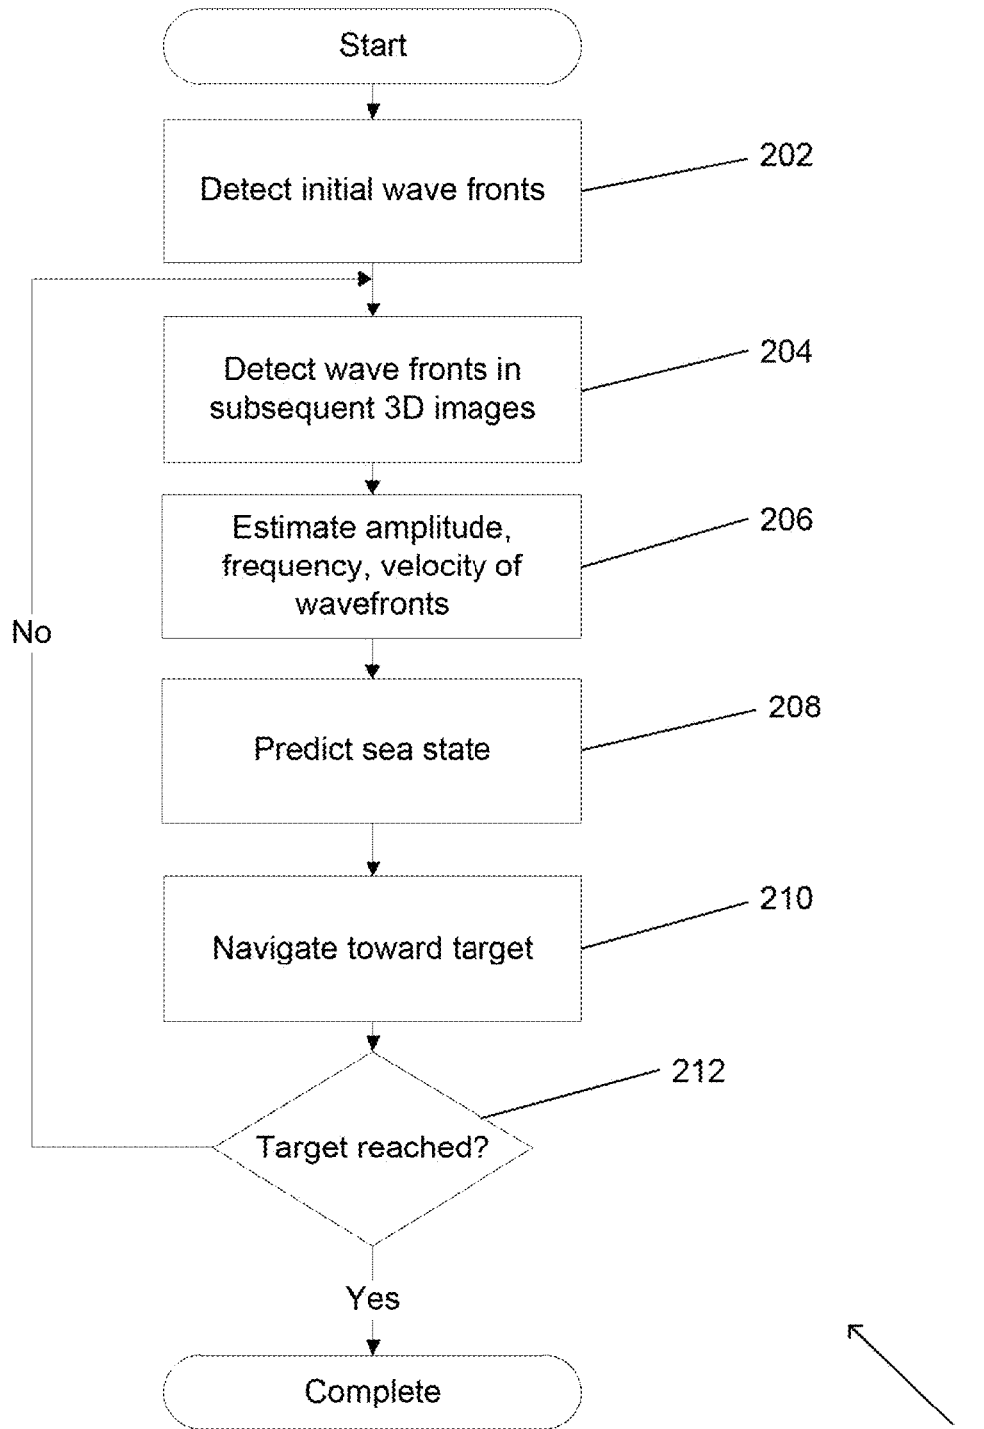 Start
Detect initial wave fronts
202
Detect wave fronts in
subsequent 3D images
204
Estimate amplitude,
frequency, velocity of
wavefronts
206
No
Predict sea state
208
Navigate toward target
210
Target reached?
212
Yes
Complete